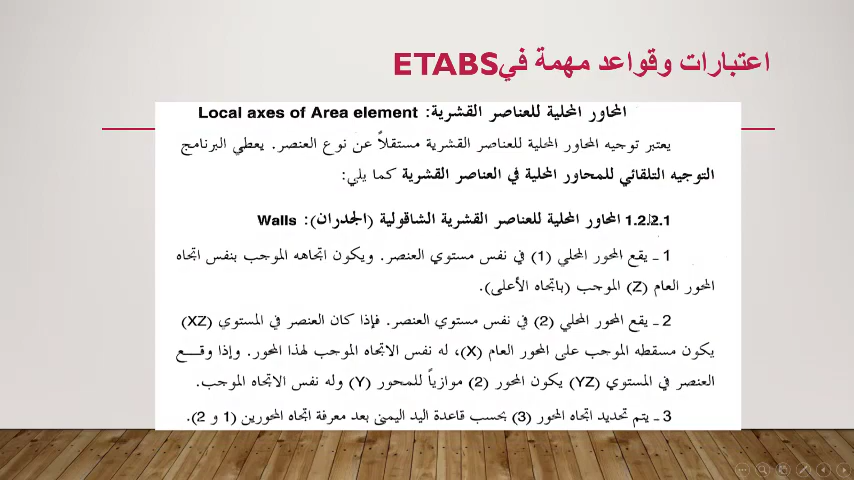 اعتبارات وقواعد مهمة في ETABS
المحاور المحلية للعناصر القشرية: Local axes of Area element
يعتبر توجيه المحاور المحلية للعناصر القشرية مستقلاً عن نوع العنصر. يعطي البرنامج
التوجيه التلقائي للمحاور المحلية في العناصر القشرية كما يلي:
1.2.2.1 المحاور المحلية للعناصر القشرية الشاقولية (الجدران): Walls
1 ـ يقع المحور المحلي (1) في نفس مستوي العنصر. ويكون اتجاهه الموجب بنفس اتجاه
المحور العام (Z) الموجب (باتجاه الأعلى).
2 ـ يقع المحور المحلي (2) في نفس مستوي العنصر. فإذا كان العنصر في المستوي (XZ)
يكون مسقطه الموجب على المحور العام (X)، له نفس الاتجاه الموجب لهذا المحور. وإذا وقـــع
العنصر في المستوي (YZ) يكون المحور (2) موازياً للمحور (Y) وله نفس الاتجاه الموجب.
3 ـ يتم تحديد اتجاه المحور (3) بحسب قاعدة اليد اليمنى بعد معرفة اتجاه المحورين (1 و 2).